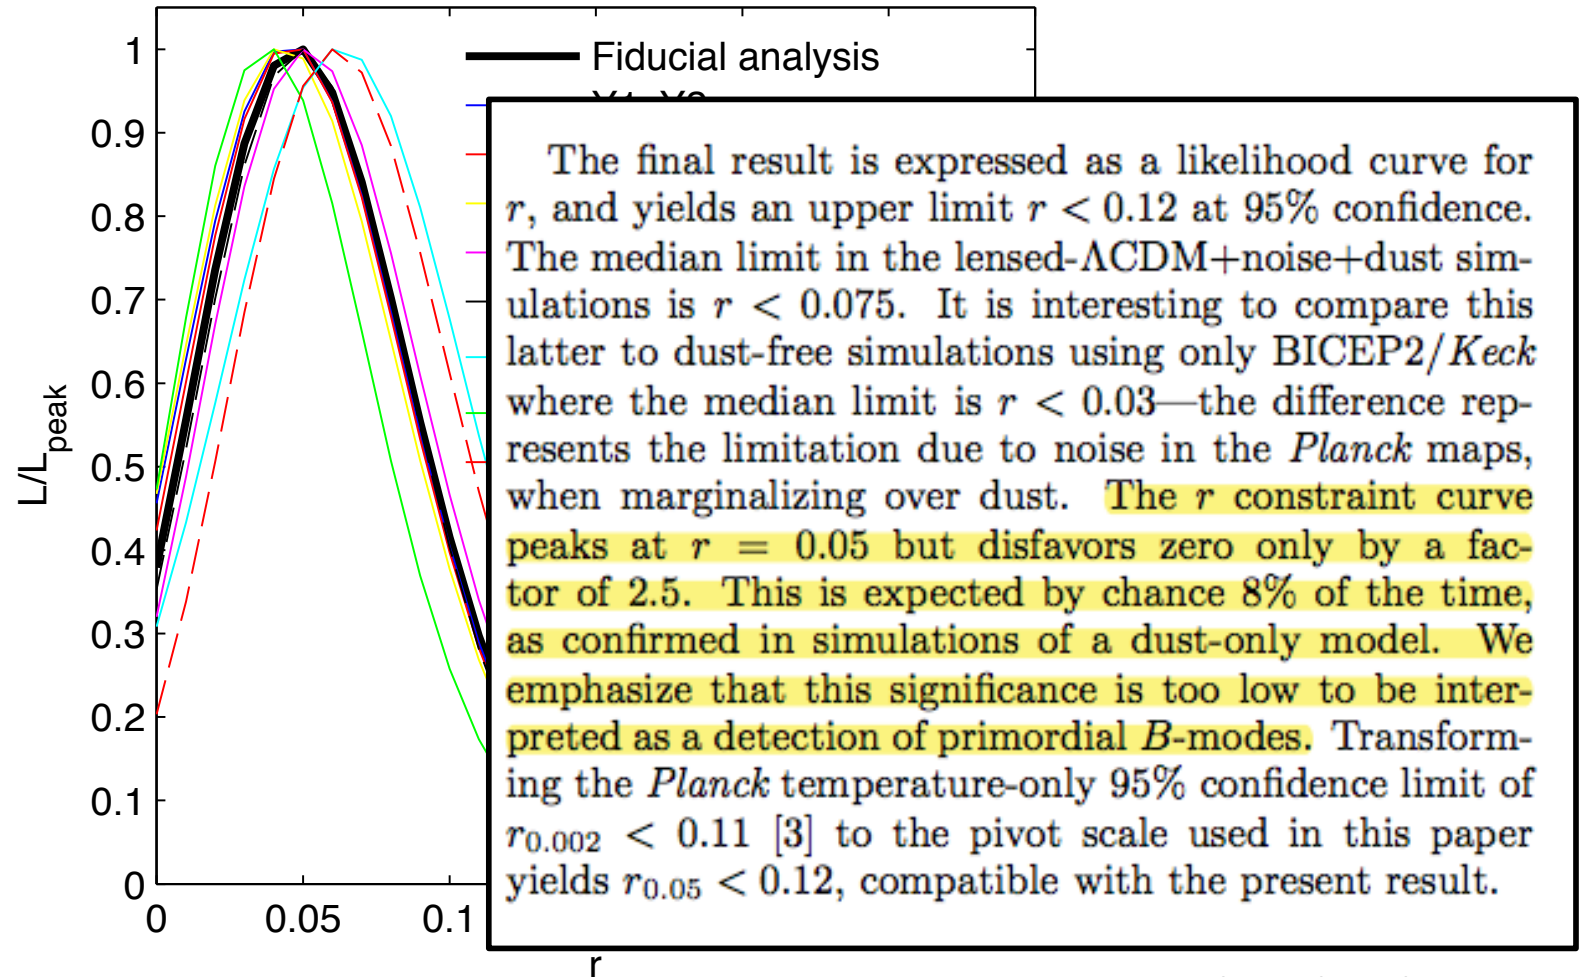 1
0.9
0.8
0.7
0.6
0.5
0.4
0.3
0.2
0.1
0
0
0.05
0.1
L/Lpeak
r
Fiducial analysis
The final result is expressed as a likelihood curve for
r, and yields an upper limit r < 0.12 at 95% confidence.
The median limit in the lensed-ΛCDM+noise+dust sim-
ulations is r < 0.075. It is interesting to compare this
latter to dust-free simulations using only BICEP2/Keck
where the median limit is r < 0.03—the difference rep-
resents the limitation due to noise in the Planck maps,
when marginalizing over dust. The r constraint curve
peaks at r = 0.05 but disfavors zero only by a fac-
tor of 2.5. This is expected by chance 8% of the time,
as confirmed in simulations of a dust-only model. We
emphasize that this significance is too low to be inter-
preted as a detection of primordial B-modes. Transform-
ing the Planck temperature-only 95% confidence limit of
r0.002 < 0.11 [3] to the pivot scale used in this paper
yields r0.05 < 0.12, compatible with the present result.